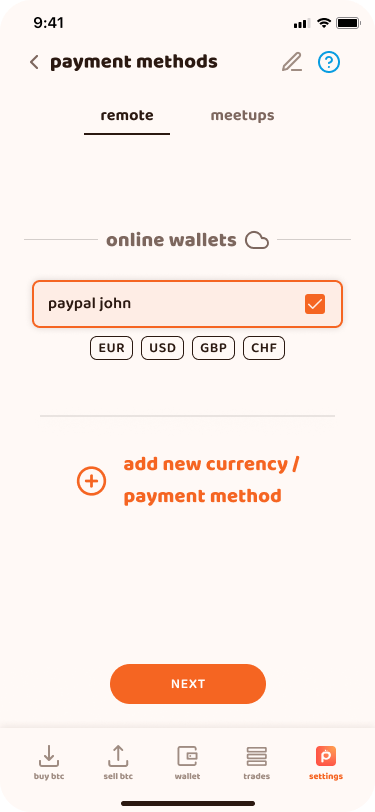 9:41
payment methods
remote meetups
online wallets
paypal john
EUR USD GBP CHF
add new currency /
payment method
NEXT
buy btc sell btc wallet trades settings